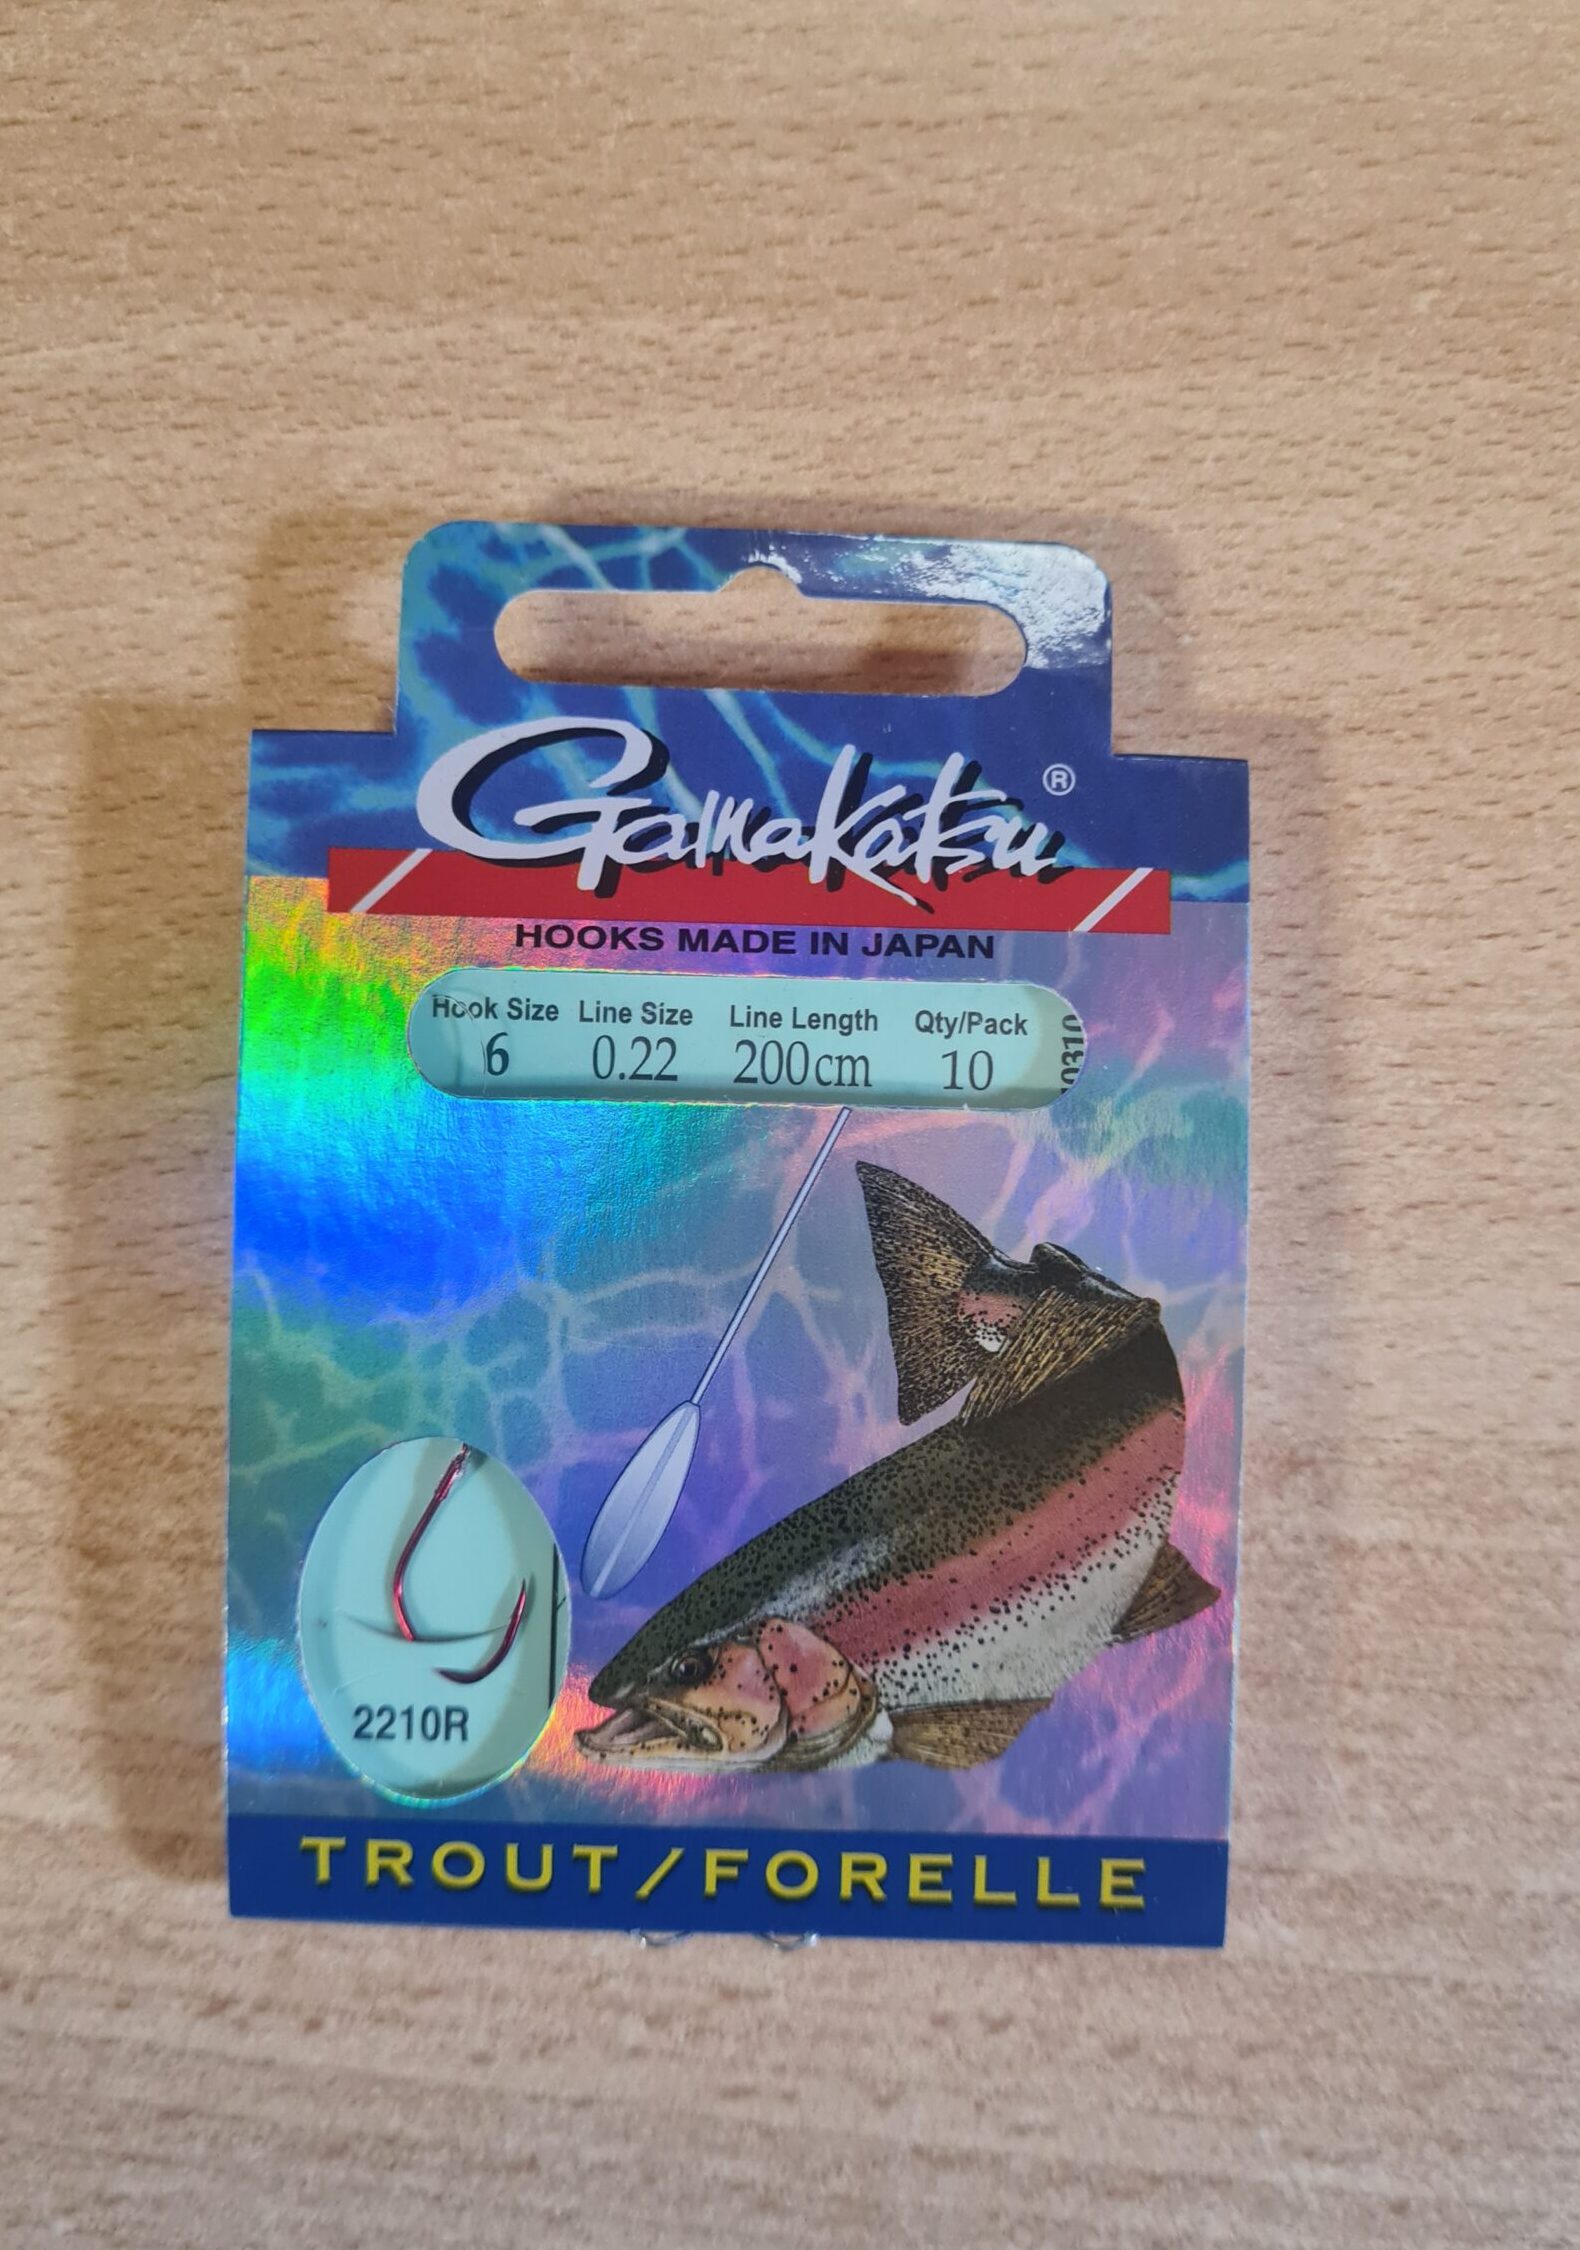 Gamakatsu®
HOOKS MADE IN JAPAN
Hook Size Line Size Line Length Qty/Pack
6 0.22 200cm 10
2210R
TROUT/FORELLE